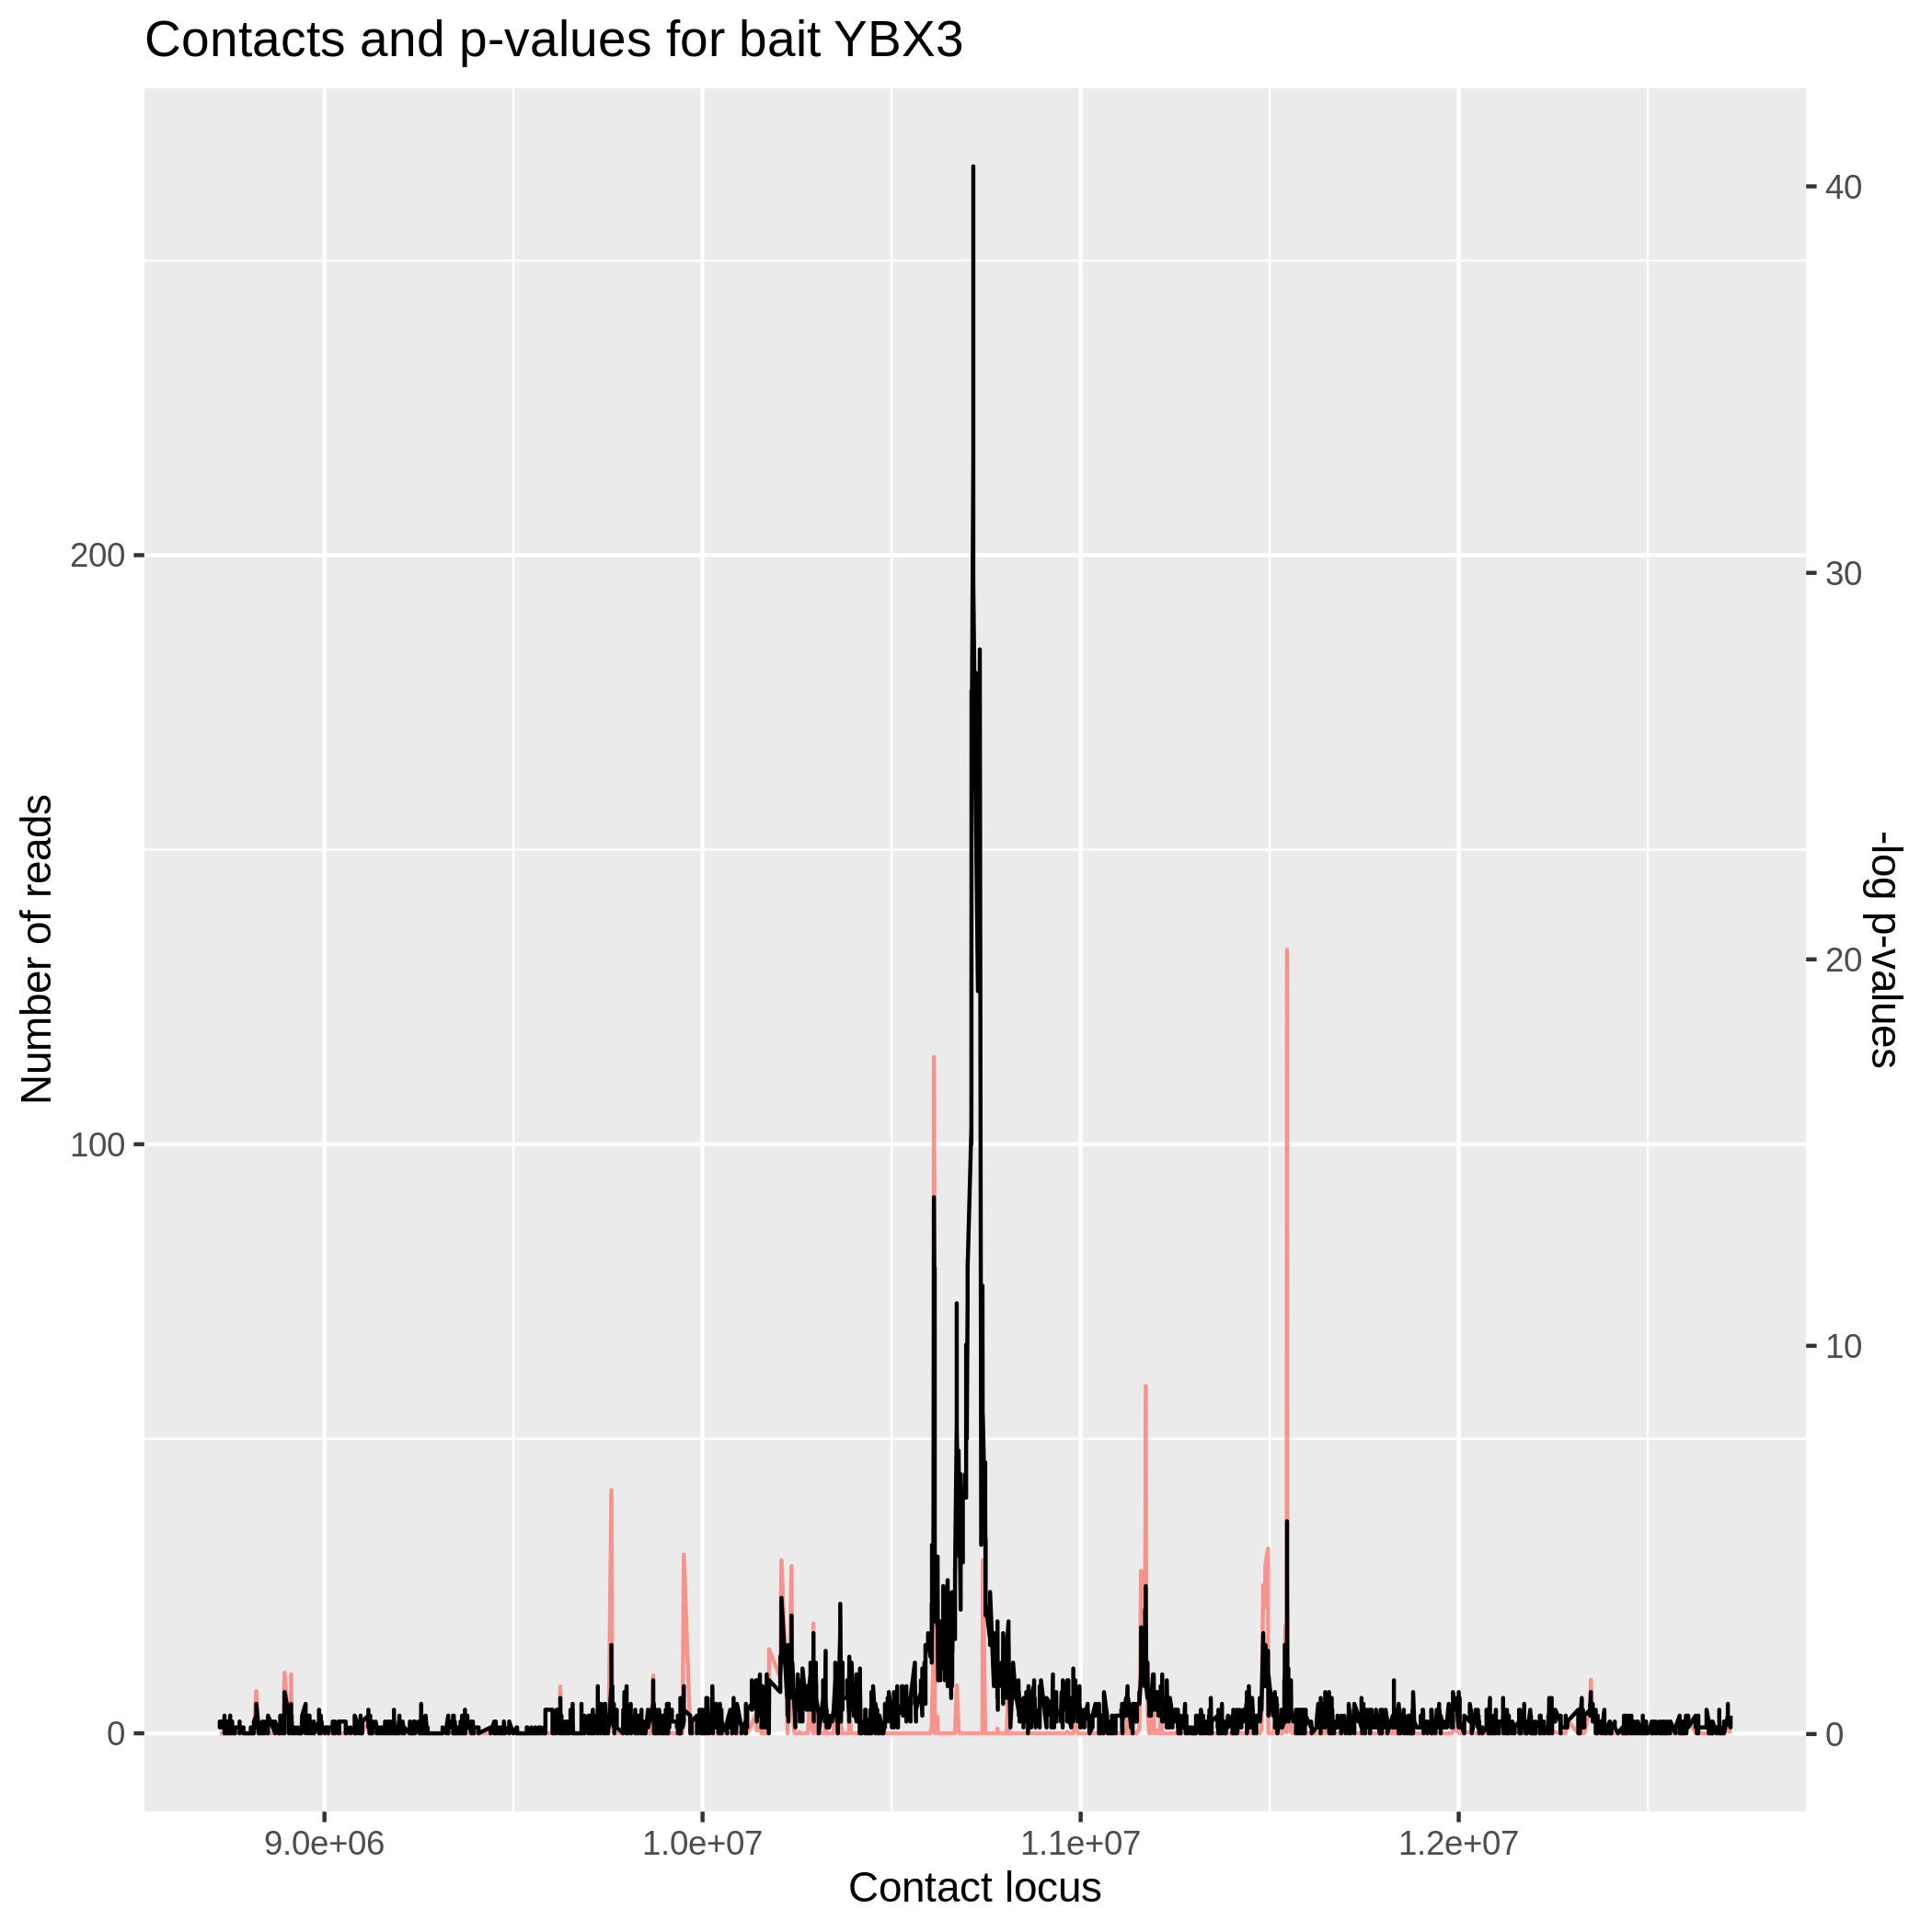 Contacts and p-values for bait YBX3
Number of reads
200
100
0
40
30
20
10
0
-log p-values
9.0e+06
1.0e+07
1.1e+07
1.2e+07
Contact locus